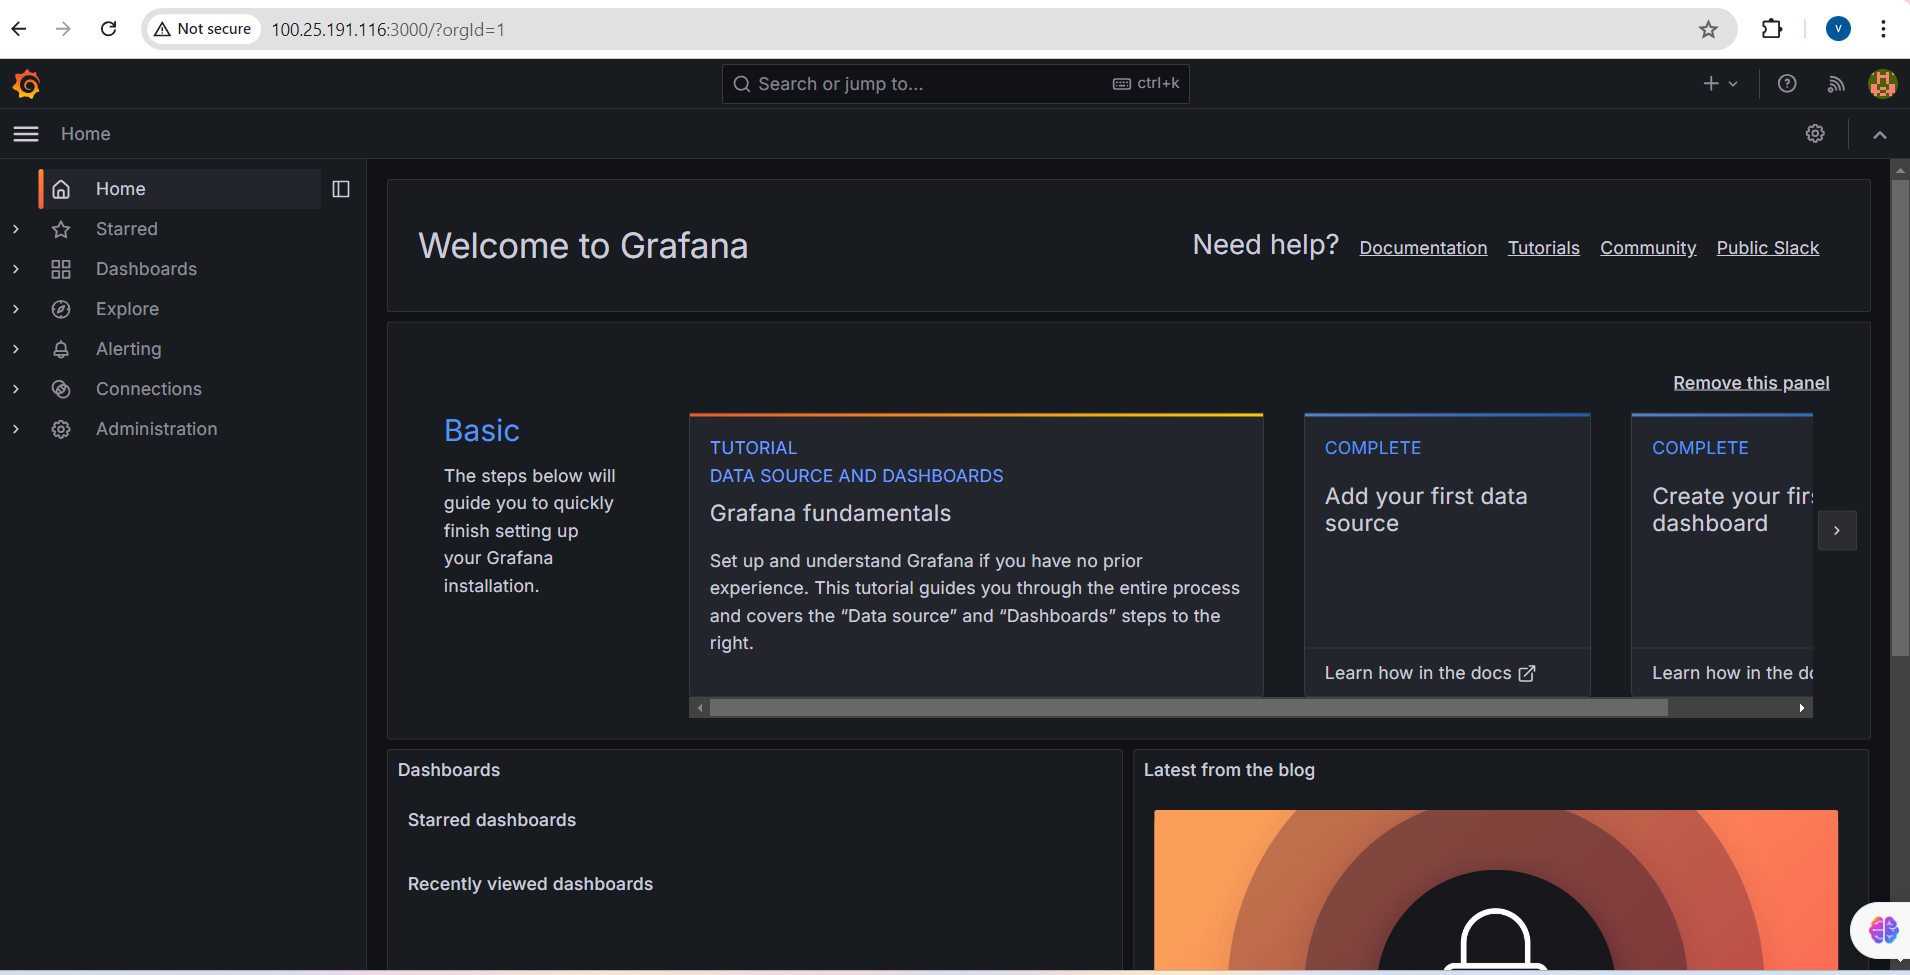 Not secure
100.25.191.116:3000/?orgId=1
V
Search or jump to...
ctrl+k
Home
Home
Starred
Dashboards
Explore
Alerting
Connections
Administration
Welcome to Grafana
Need help?
Documentation
Tutorials
Community
Public Slack
Remove this panel
Basic
The steps below will
guide you to quickly
finish setting up
your Grafana
installation.
TUTORIAL
DATA SOURCE AND DASHBOARDS
Grafana fundamentals
Set up and understand Grafana if you have no prior
experience. This tutorial guides you through the entire process
and covers the “Data source” and “Dashboards” steps to the
right.
COMPLETE
Add your first data
source
Learn how in the docs
COMPLETE
Create your firs
dashboard
Learn how in the do
Dashboards
Starred dashboards
Recently viewed dashboards
Latest from the blog